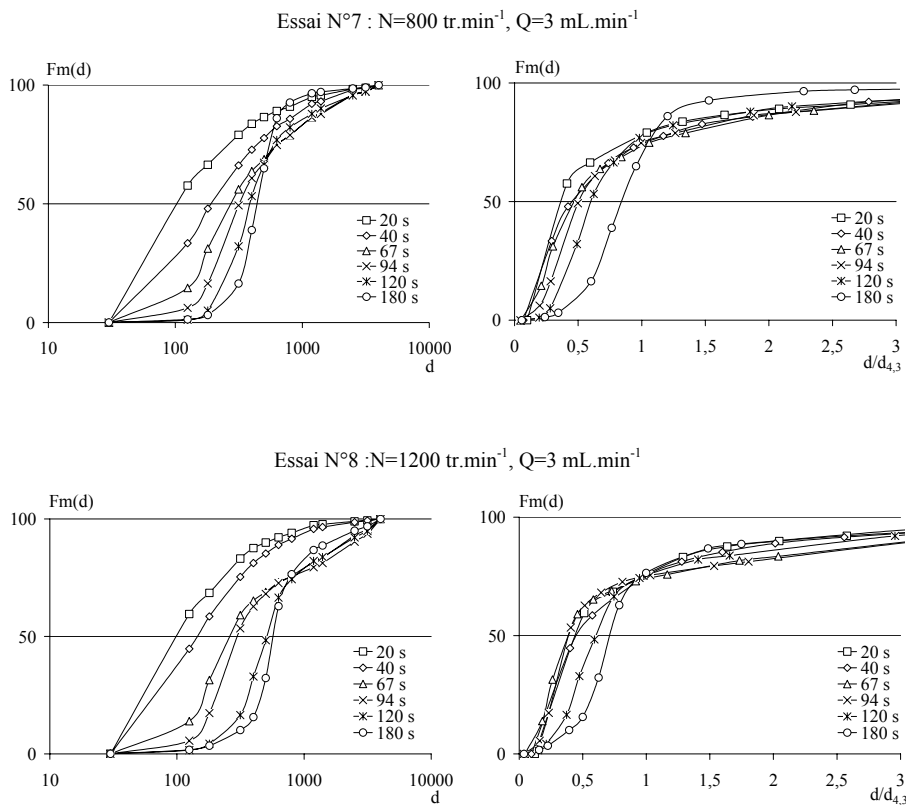 Essai N°7 : N=800 tr.min⁻¹, Q=3 mL.min⁻¹
Fm(d)
100
50
0
10
100
1000
10000
d
20 s
40 s
67 s
94 s
120 s
180 s
Fm(d)
100
50
0
0
0,5
1
1,5
2
2,5
3
d/d4,3
20 s
40 s
67 s
94 s
120 s
180 s
Essai N°8 :N=1200 tr.min⁻¹, Q=3 mL.min⁻¹
Fm(d)
100
50
0
10
100
1000
10000
d
20 s
40 s
67 s
94 s
120 s
180 s
Fm(d)
100
50
0
0
0,5
1
1,5
2
2,5
3
d/d4,3
20 s
40 s
67 s
94 s
120 s
180 s